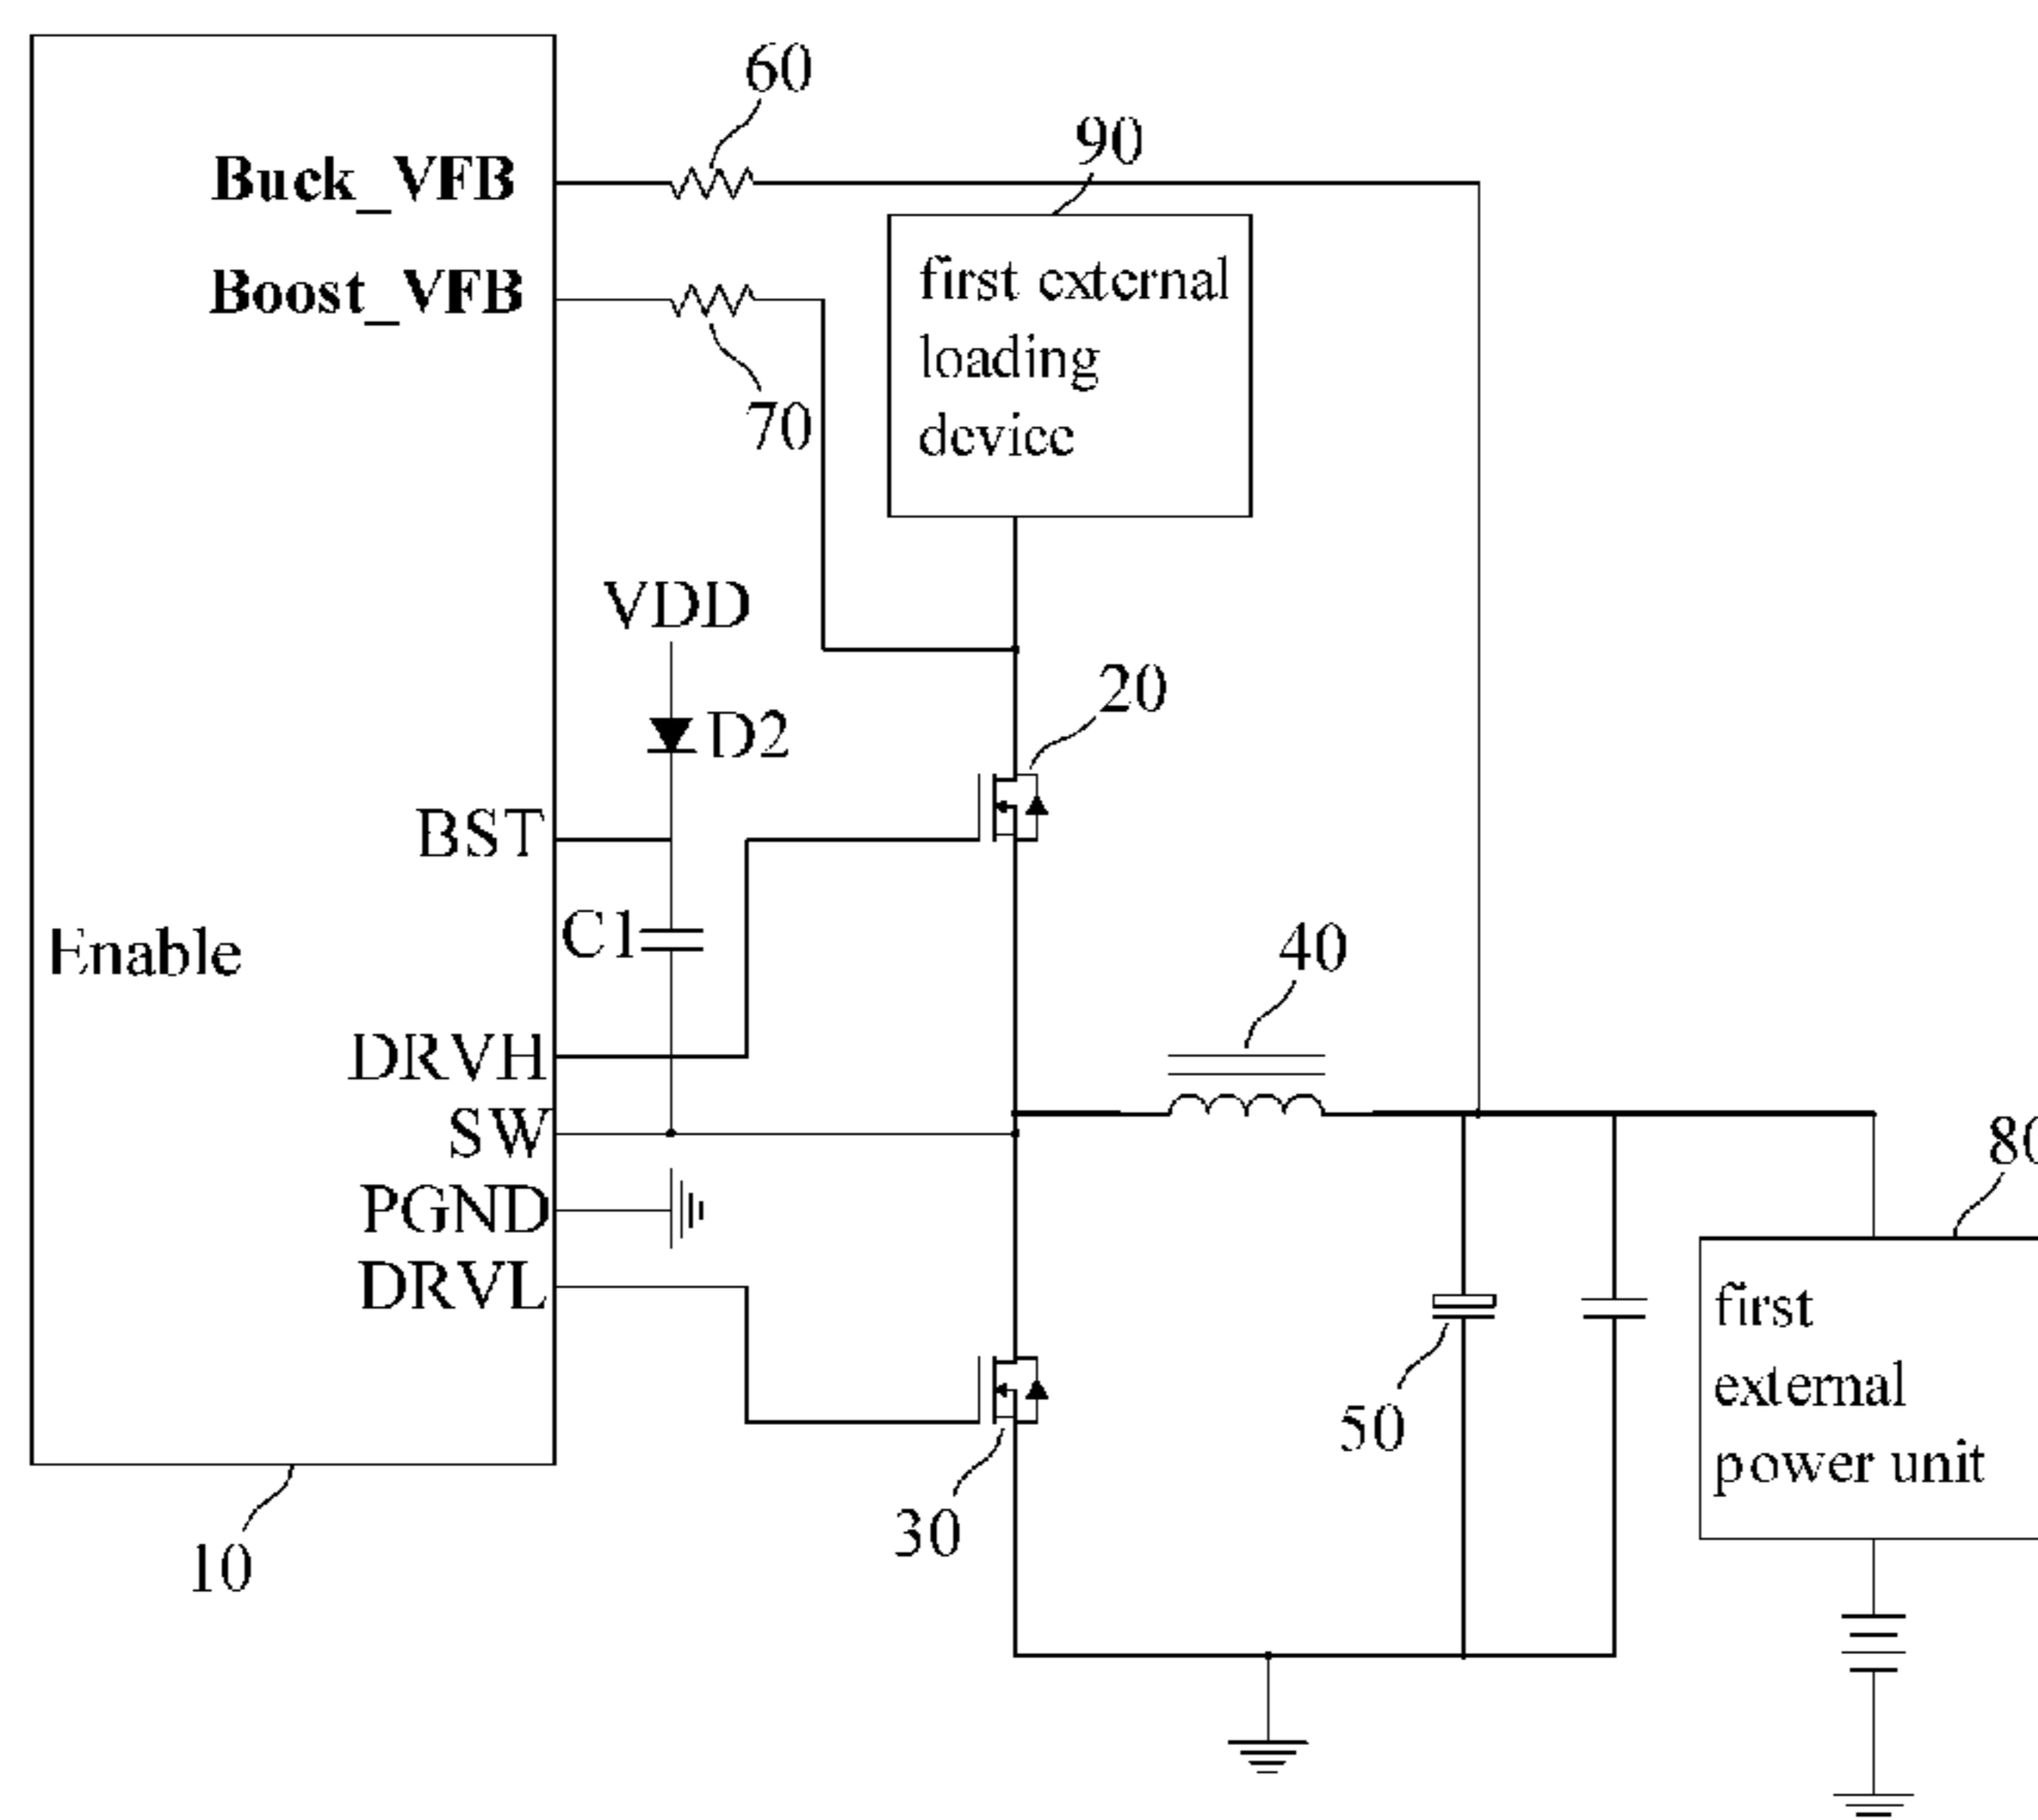 60
90
Buck_VFB
first external
Boost_VFB
loading
70
device
VDD
20
D2
BST
C1
40
Enable
DRVH
SW
80
PGND
DRVL
first
external
50
power unit
30
10